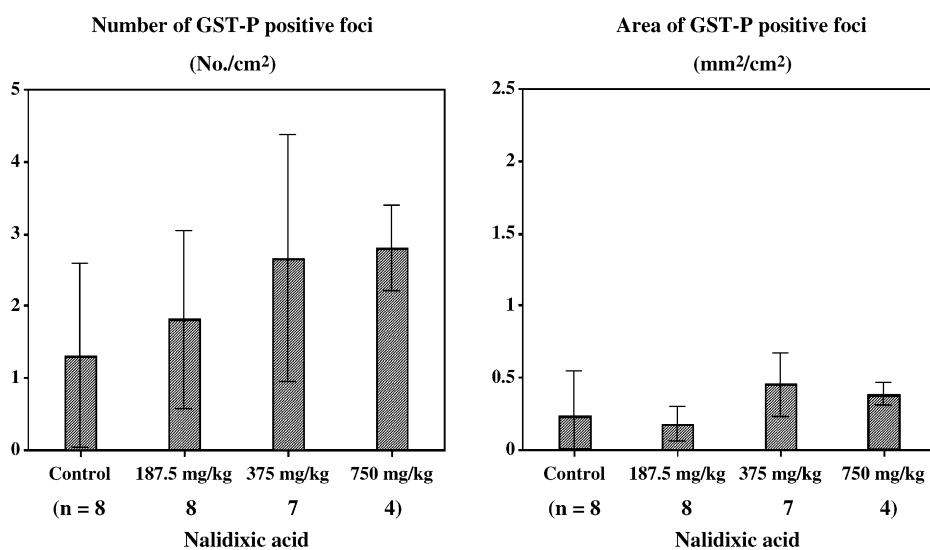 Number of GST-P positive foci
(No./cm²)
5
4
3
2
1
0
Control 187.5 mg/kg 375 mg/kg 750 mg/kg
(n = 8 8 7 4)
Nalidixic acid
Area of GST-P positive foci
(mm²/cm²)
2.5
2
1.5
1
0.5
0
Control 187.5 mg/kg 375 mg/kg 750 mg/kg
(n = 8 8 7 4)
Nalidixic acid